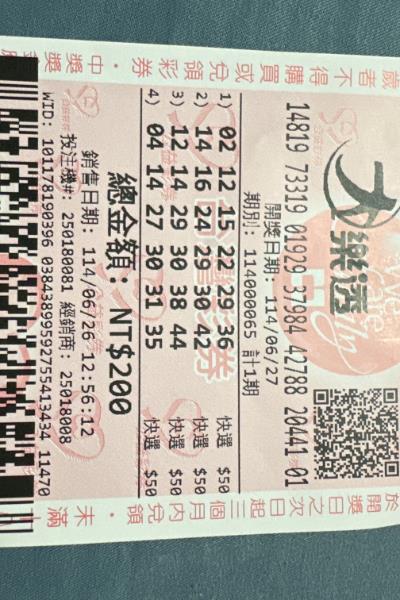 歲者不得購買或兌領彩券 · 中獎獎金
大樂透
14819 73319 01929 37984 42788 20441 01
開獎日期: 114/06/27
期別: 114000065 計1期
1) 02 12 15 22 29 36 快選 $50
2) 14 16 24 29 30 42 快選 $50
3) 12 14 29 30 38 44 快選 $50
4) 04 14 27 30 31 35 快選 $50
總金額: NT$200
銷售日期: 114/06/26 12:56:12
投注機#: 25018081 經銷商: 25018008
WID: 101178190396 03843899592755413434 11470
於開獎日之次日起三個月內兌領 · 未滿